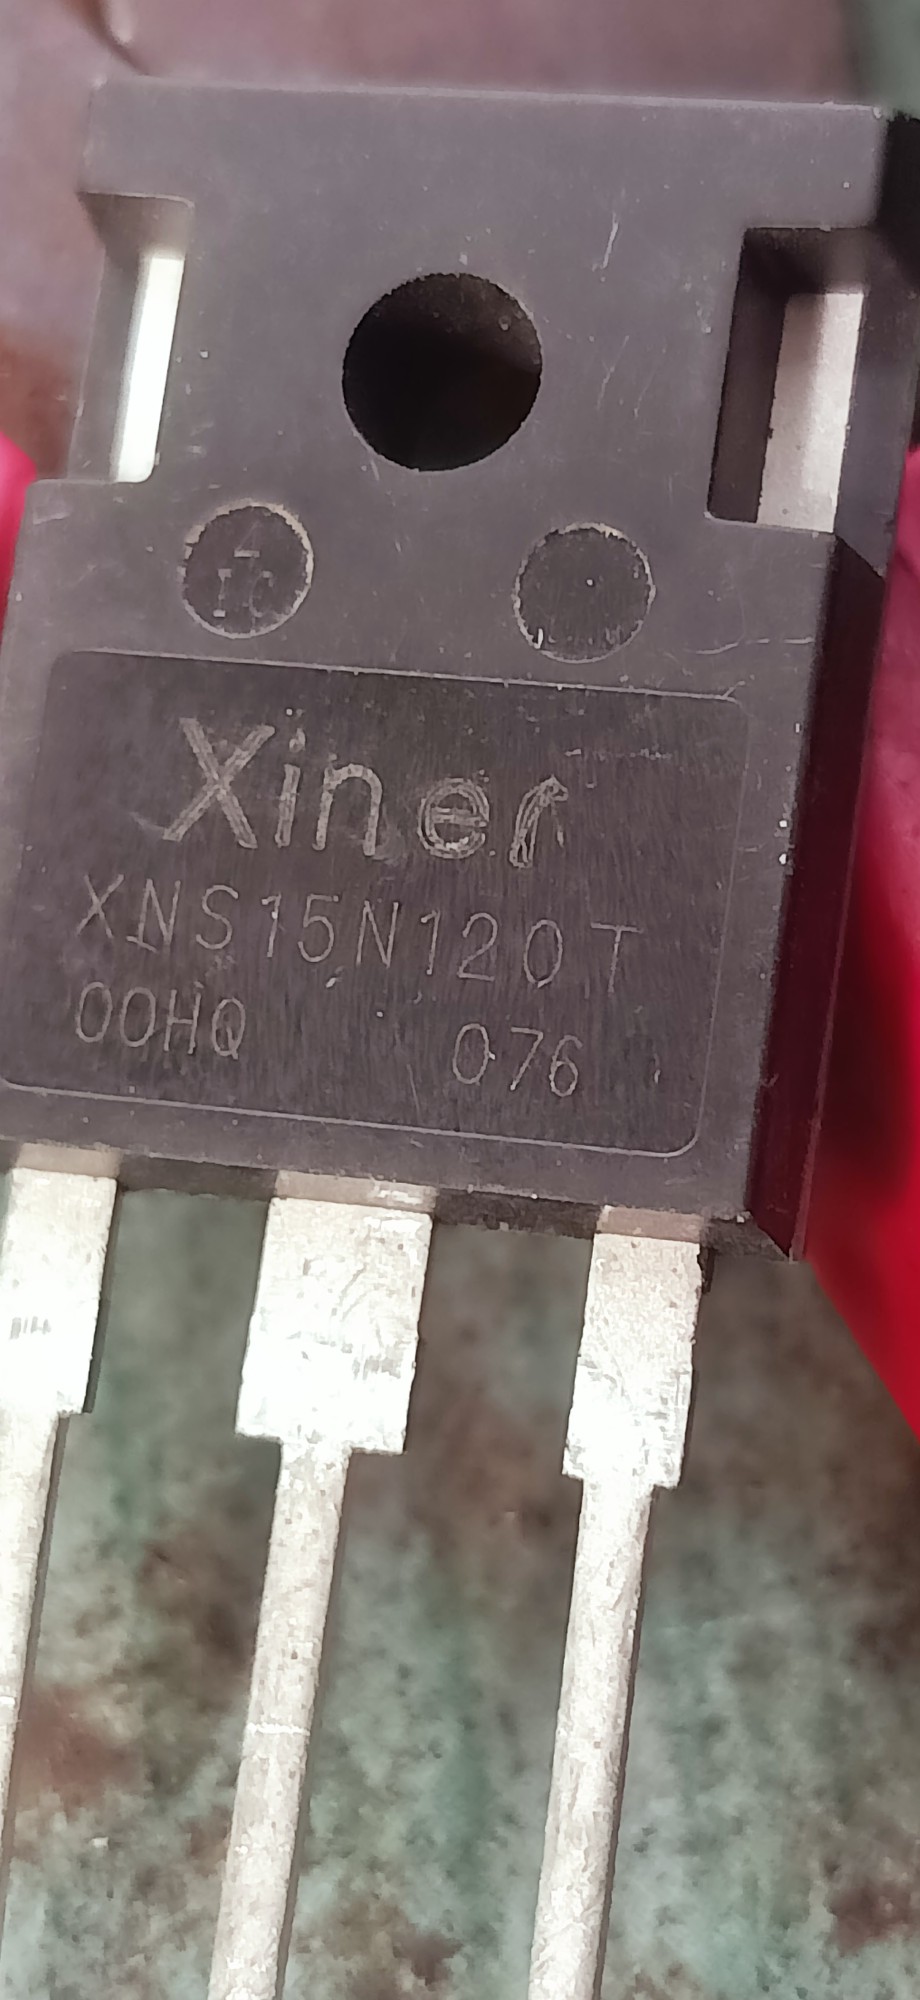 Xiner
XNS15N120T
00HQ 076